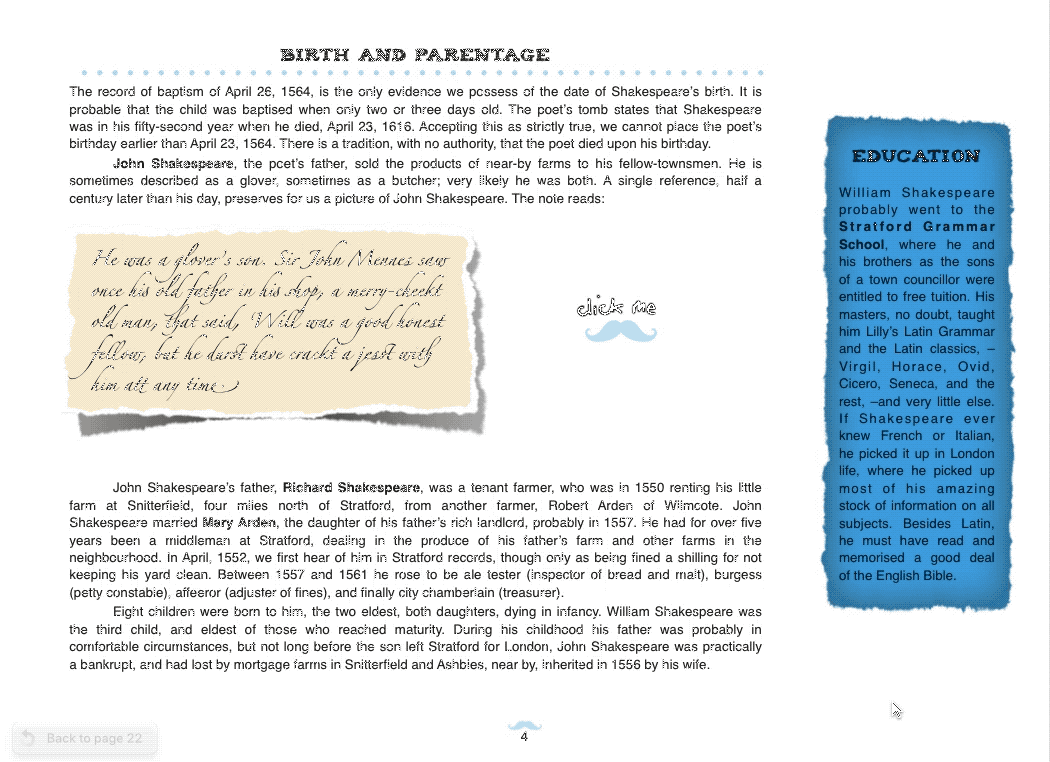 BIRTH AND PARENTAGE
The record of baptism of April 26, 1564, is the only evidence we possess of the date of Shakespeare's birth. It is
probable that the child was baptised when only two or three days old. The poet's tomb states that Shakespeare
was in his fifty-second year when he died, April 23, 1616. Accepting this as strictly true, we cannot place the poet's
birthday earlier than April 23, 1564. There is a tradition, with no authority, that the poet died upon his birthday.
John Shakespeare, the poet's father, sold the products of near-by farms to his fellow-townsmen. He is
sometimes described as a glover, sometimes as a butcher; very likely he was both. A single reference, half a
century later than his day, preserves for us a picture of John Shakespeare. The note reads:
He was a glover's son. Sir John Mennes saw
once his old father in his shop, a merry-cheekt
old man, that said, Will was a good honest
fellow, but he durst have crackt a jesst with
him att any time
click me
John Shakespeare's father, Richard Shakespeare, was a tenant farmer, who was in 1550 renting his little
farm at Snitterfield, four miles north of Stratford, from another farmer, Robert Arden of Wilmcote. John
Shakespeare married Mary Arden, the daughter of his father's rich landlord, probably in 1557. He had for over five
years been a middleman at Stratford, dealing in the produce of his father's farm and other farms in the
neighbourhood. In April, 1552, we first hear of him in Stratford records, though only as being fined a shilling for not
keeping his yard clean. Between 1557 and 1561 he rose to be ale tester (inspector of bread and malt), burgess
(petty constable), affeeror (adjuster of fines), and finally city chamberlain (treasurer).
Eight children were born to him, the two eldest, both daughters, dying in infancy. William Shakespeare was
the third child, and eldest of those who reached maturity. During his childhood his father was probably in
comfortable circumstances, but not long before the son left Stratford for London, John Shakespeare was practically
a bankrupt, and had lost by mortgage farms in Snitterfield and Ashbies, near by, inherited in 1556 by his wife.
EDUCATION
William Shakespeare
probably went to the
Stratford Grammar
School, where he and
his brothers as the sons
of a town councillor were
entitled to free tuition. His
masters, no doubt, taught
him Lilly's Latin Grammar
and the Latin classics, –
Virgil, Horace, Ovid,
Cicero, Seneca, and the
rest, –and very little else.
If Shakespeare ever
knew French or Italian,
he picked it up in London
life, where he picked up
most of his amazing
stock of information on all
subjects. Besides Latin,
he must have read and
memorised a good deal
of the English Bible.
Back to page 22
4